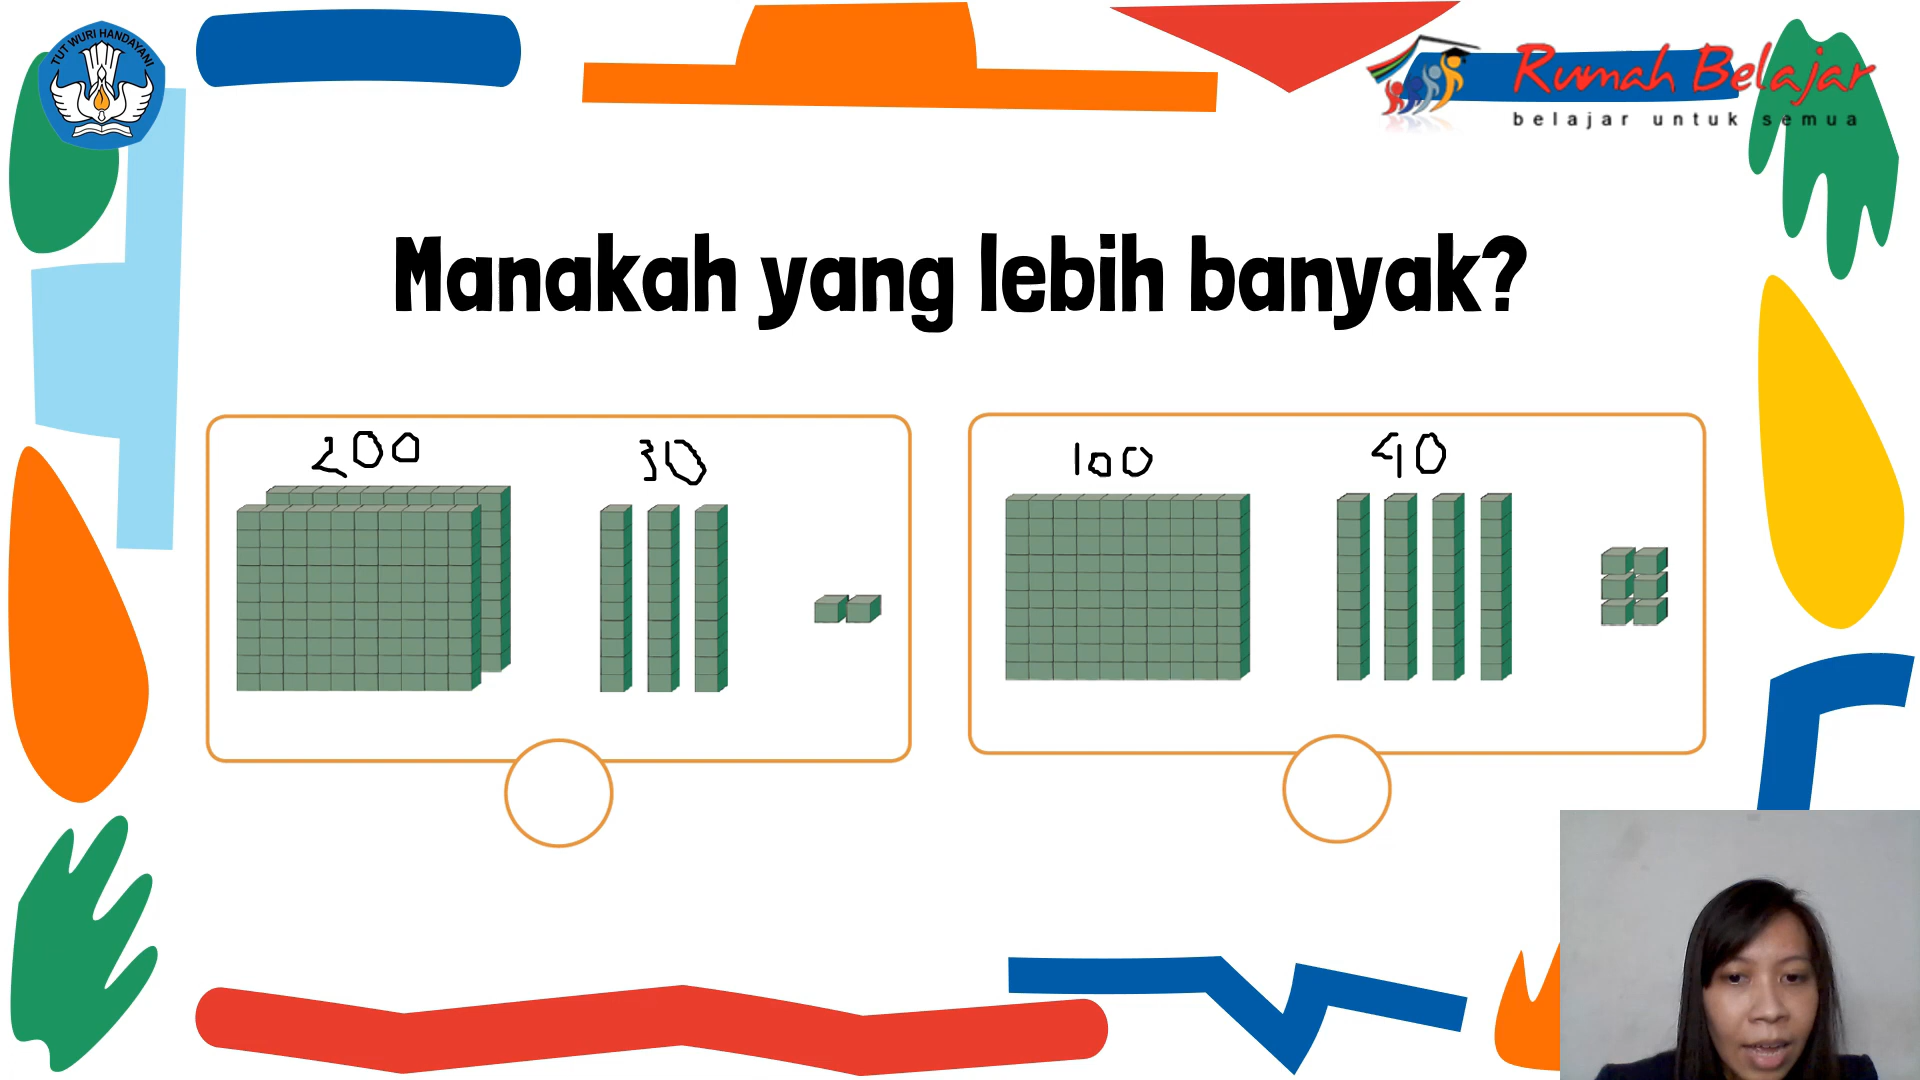 TUT WURI HANDAYANI
Rumah Belajar
belajar untuk semua
Manakah yang lebih banyak?
200 30
100 40